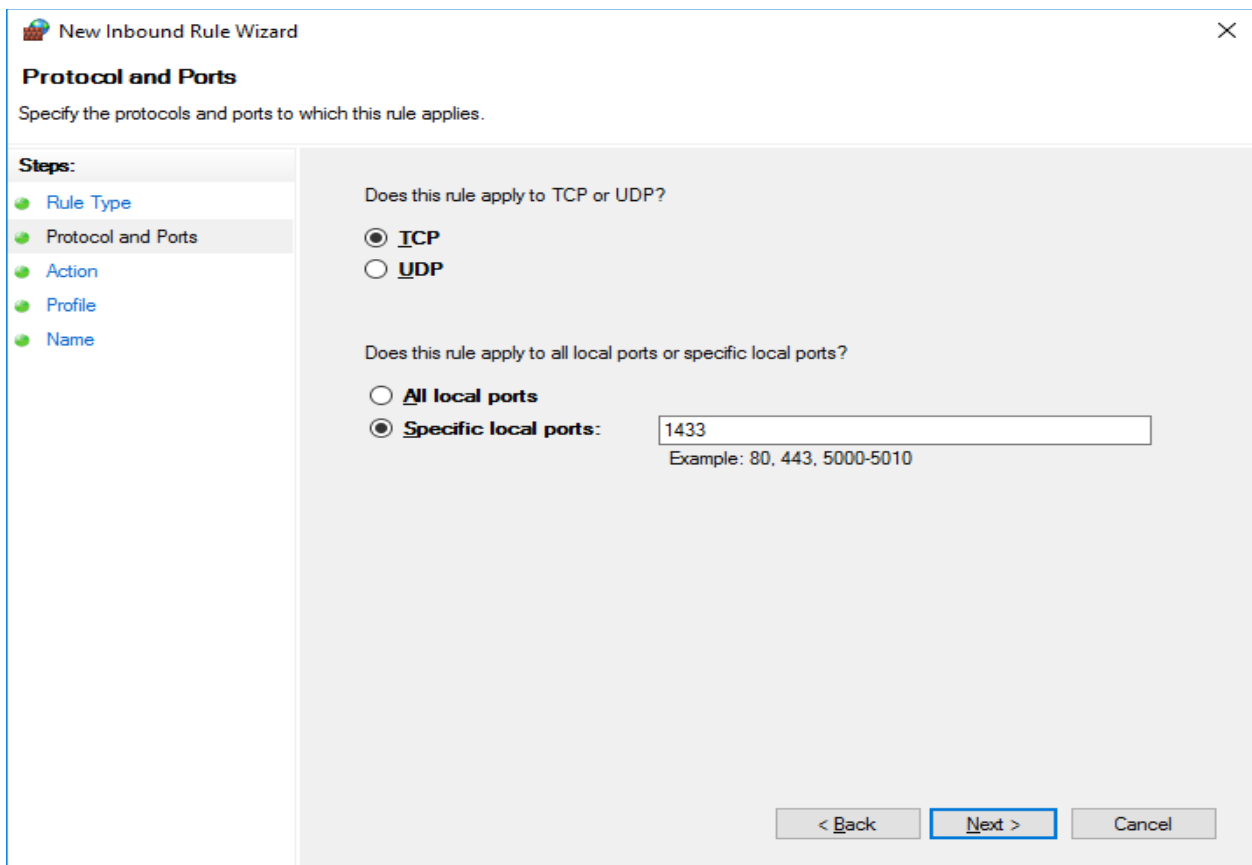 New Inbound Rule Wizard
Protocol and Ports
Specify the protocols and ports to which this rule applies.
Steps:
Rule Type
Protocol and Ports
Action
Profile
Name
Does this rule apply to TCP or UDP?
TCP
UDP
Does this rule apply to all local ports or specific local ports?
All local ports
Specific local ports: 1433
Example: 80, 443, 5000-5010
< Back Next > Cancel